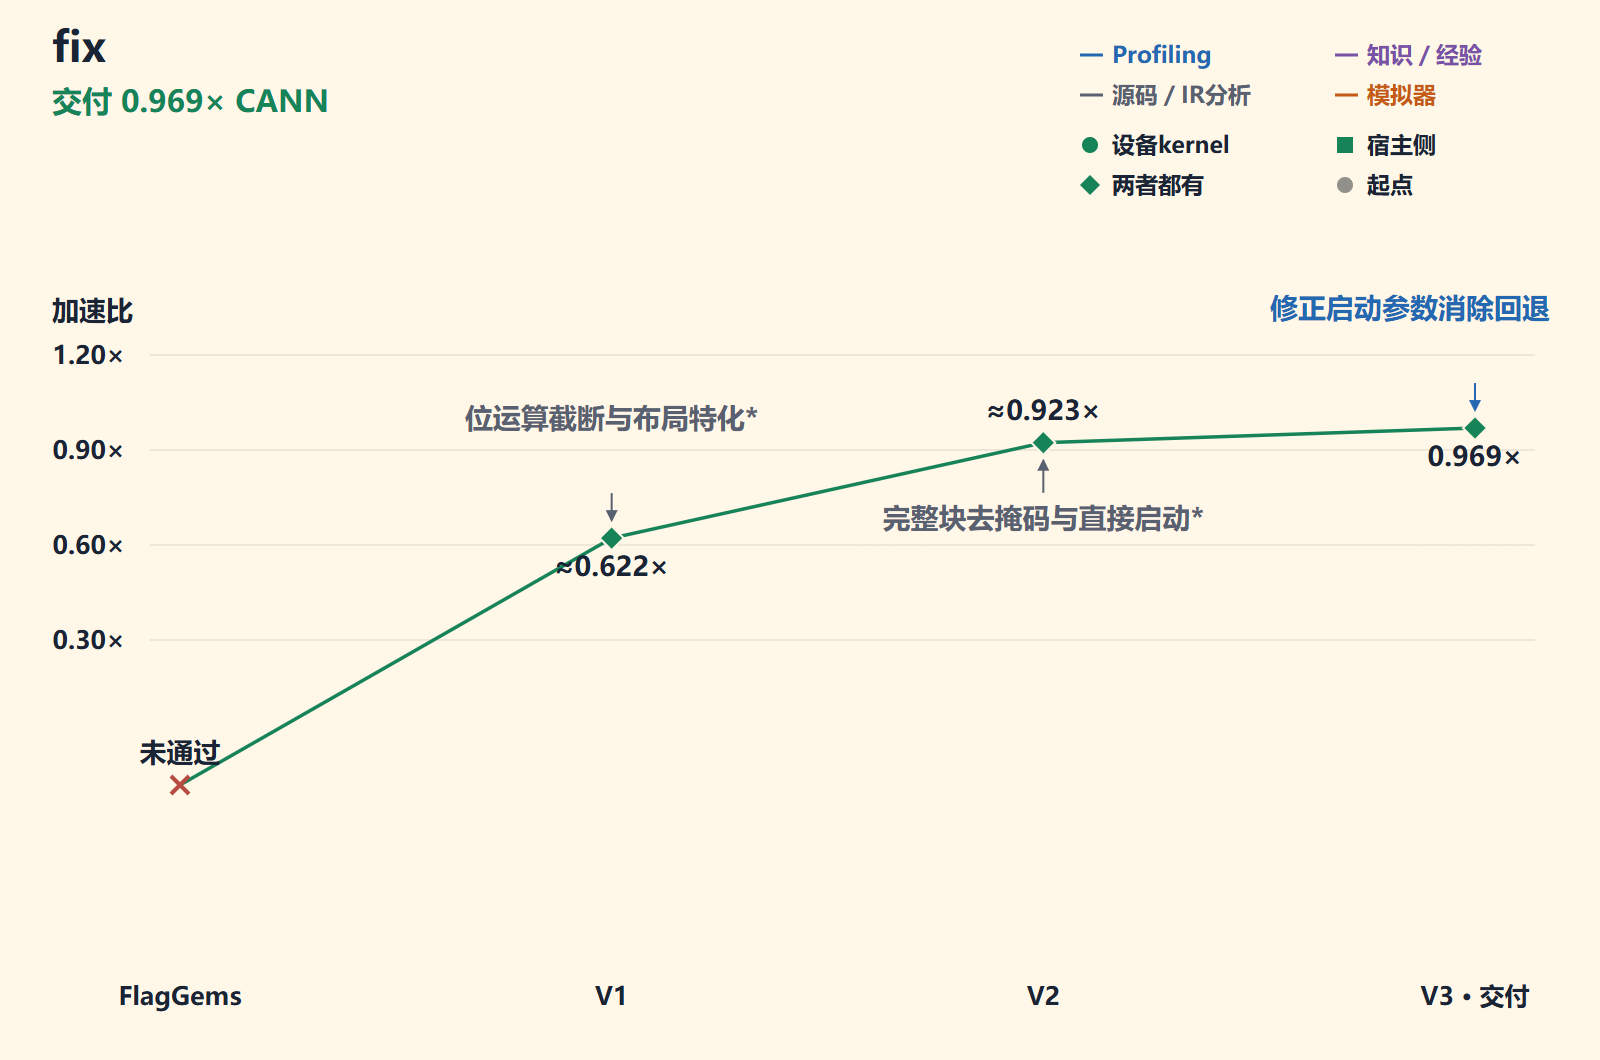 fix
交付 0.969× CANN
Profiling
知识 / 经验
源码 / IR分析
模拟器
设备kernel
宿主侧
两者都有
起点
加速比
修正启动参数消除回退
1.20×
位运算截断与布局特化*
≈0.923×
0.90×
0.969×
完整块去掩码与直接启动*
0.60×
≈0.622×
0.30×
未通过
FlagGems
V1
V2
V3 • 交付